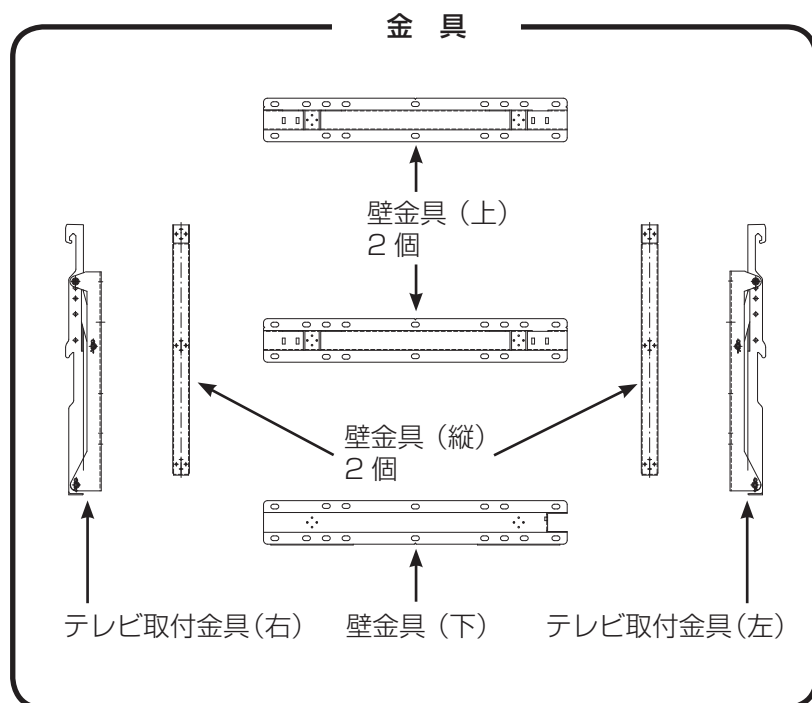 金 具
壁金具（上）
2 個
壁金具（縦）
2 個
テレビ取付金具（右）
壁金具（下）
テレビ取付金具（左）